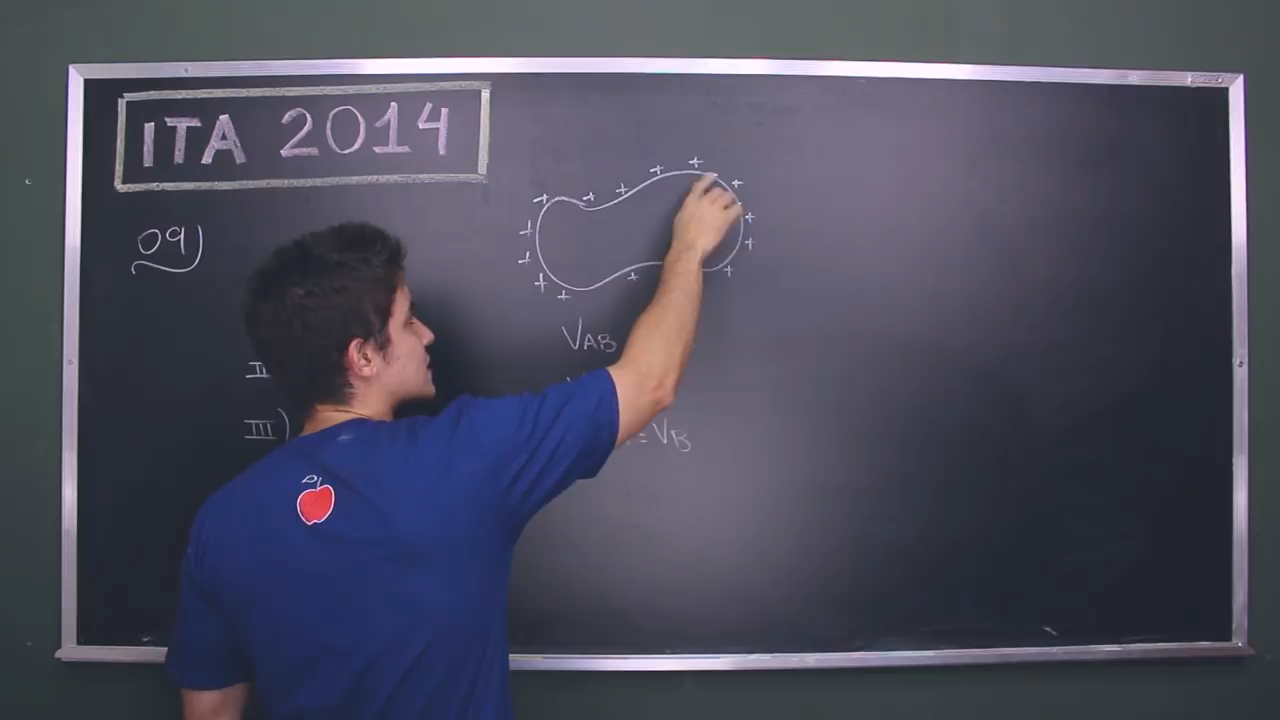 ITA 2014
09)
VAB
II
III)
= VB